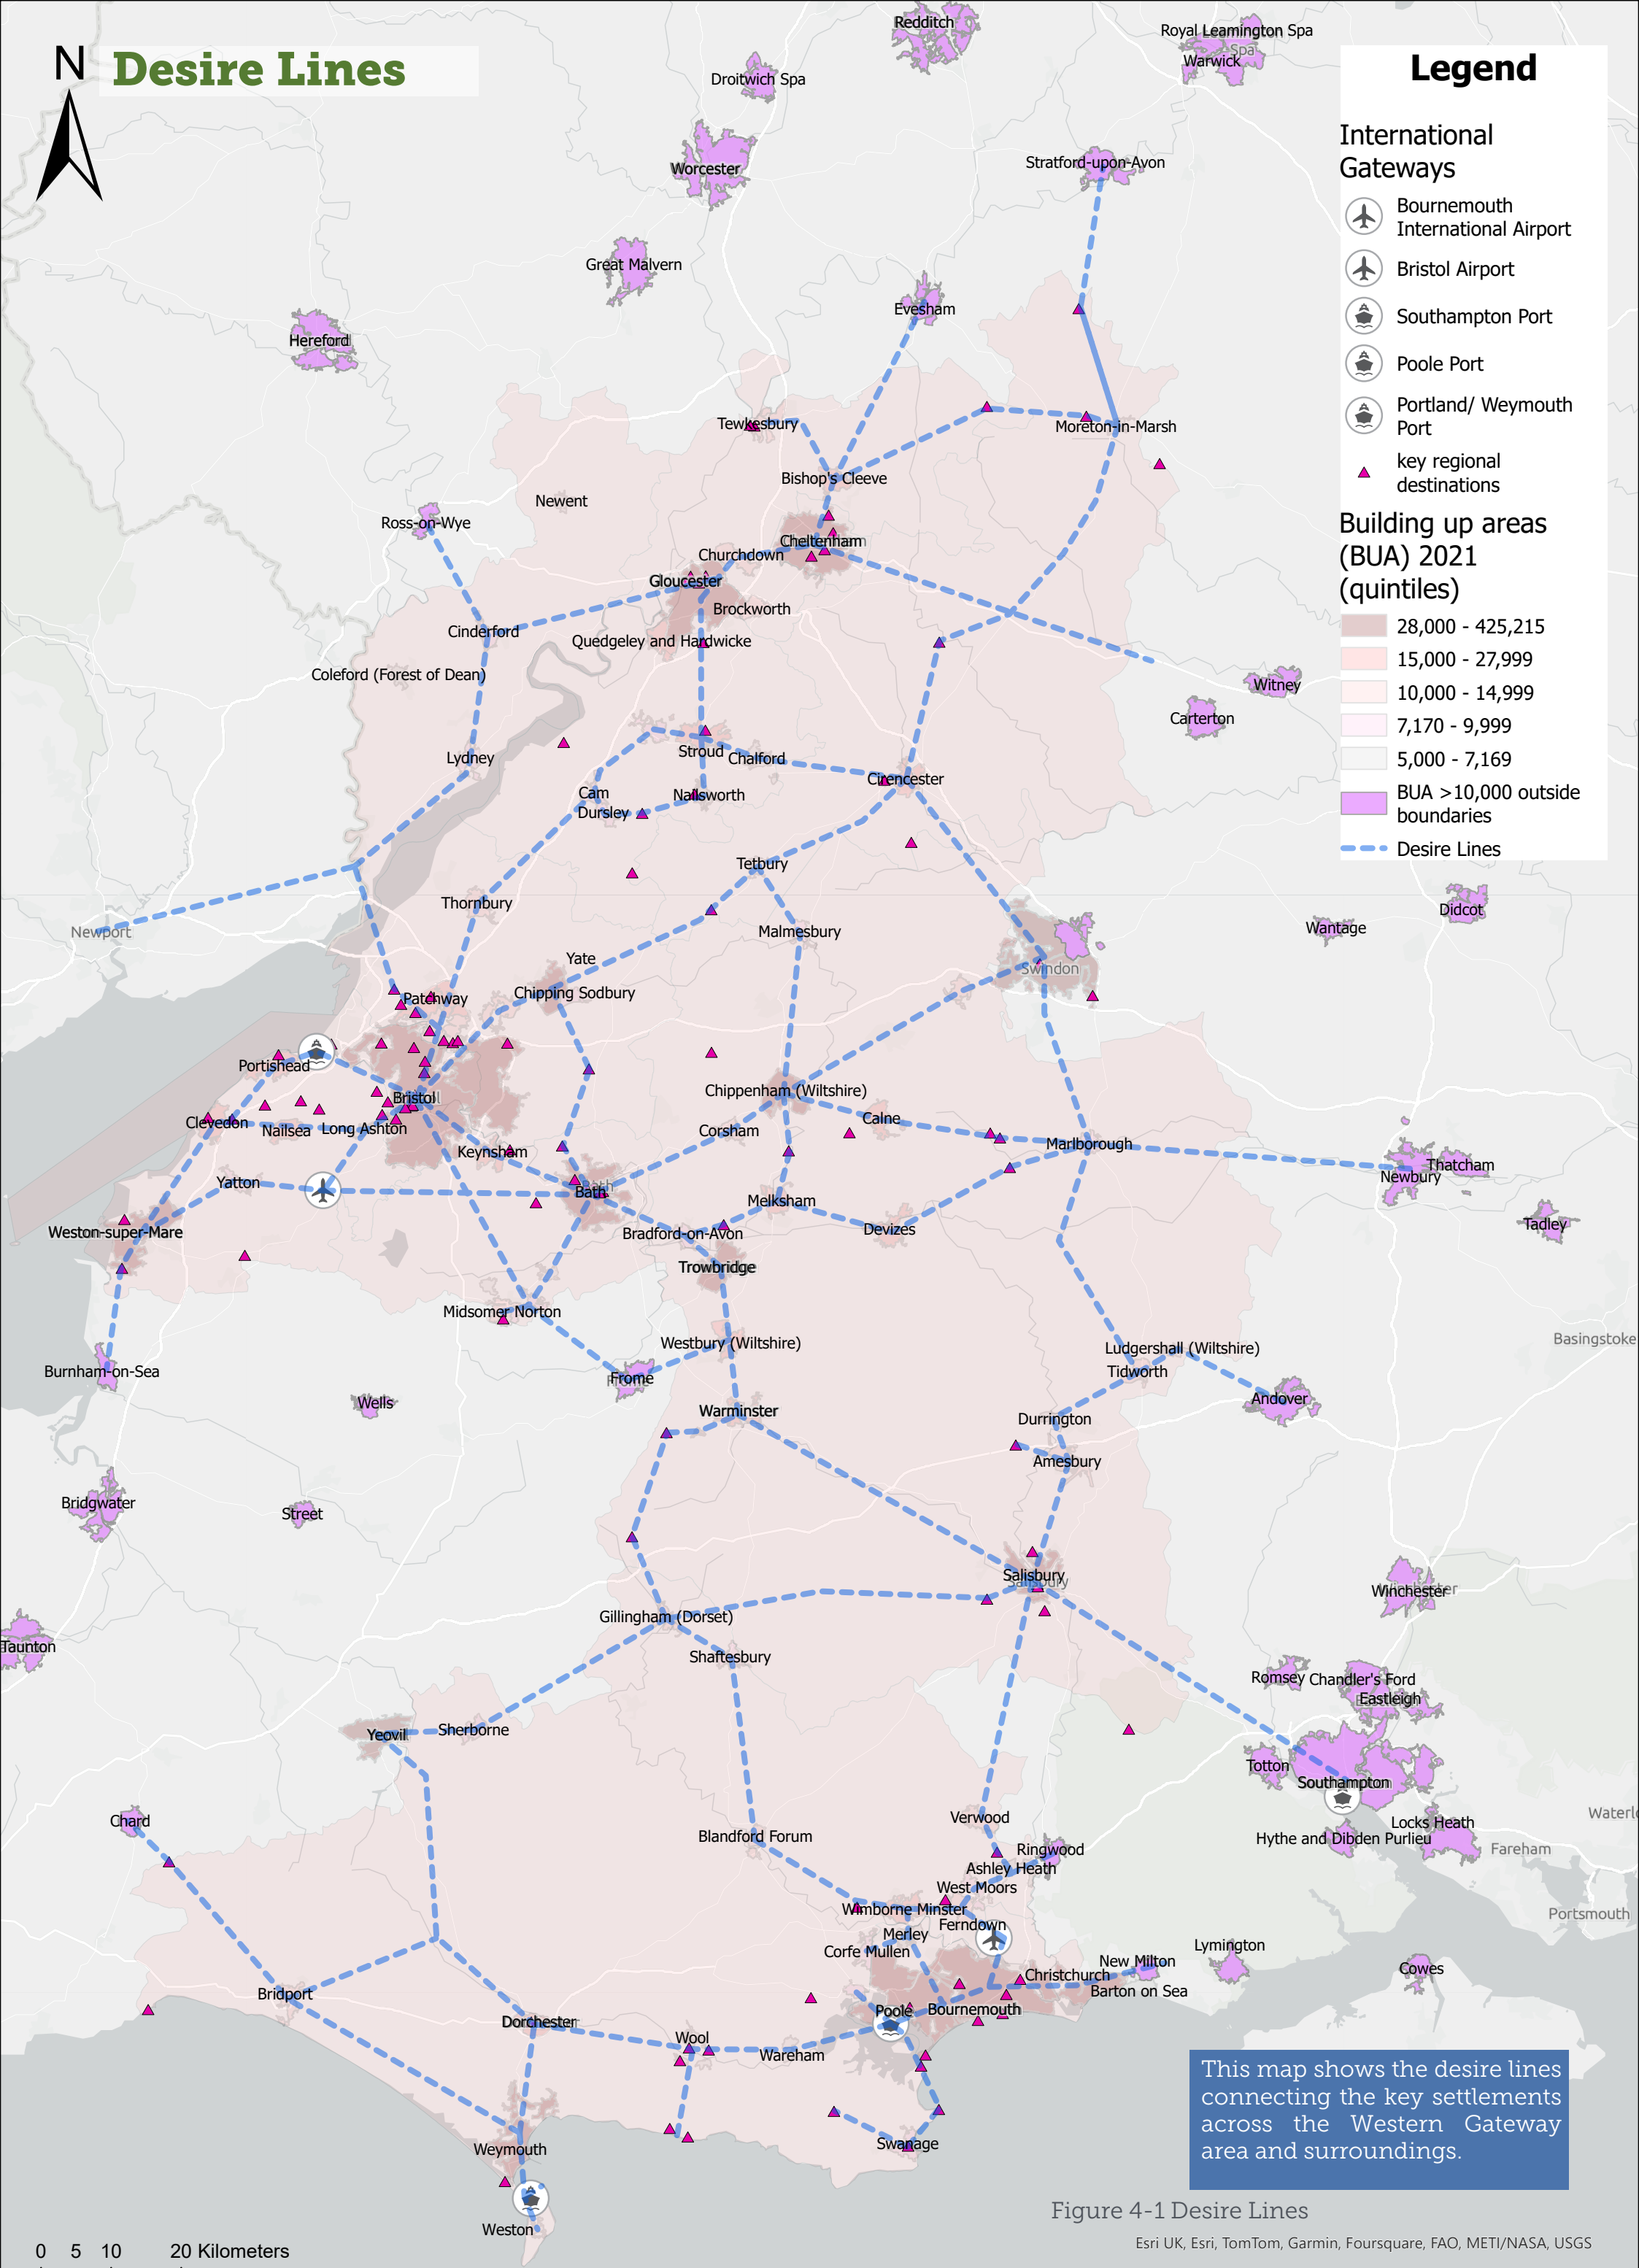 N
Desire Lines
Legend
International
Gateways
Bournemouth
International Airport
Bristol Airport
Southampton Port
Poole Port
Portland/ Weymouth
Port
key regional
destinations
Building up areas
(BUA) 2021
(quintiles)
28,000 - 425,215
15,000 - 27,999
10,000 - 14,999
7,170 - 9,999
5,000 - 7,169
BUA >10,000 outside
boundaries
Desire Lines
Redditch
Royal Leamington Spa
Spa
Warwick
Droitwich Spa
Worcester
Stratford-upon-Avon
Great Malvern
Evesham
Hereford
Tewkesbury
Moreton-in-Marsh
Bishop's Cleeve
Newent
Ross-on-Wye
Cheltenham
Churchdown
Gloucester
Brockworth
Cinderford
Quedgeley and Hardwicke
Coleford (Forest of Dean)
Witney
Carterton
Stroud
Chalford
Lydney
Cirencester
Cam
Nailsworth
Dursley
Tetbury
Thornbury
Didcot
Wantage
Newport
Malmesbury
Yate
Swindon
Chipping Sodbury
Patchway
Portishead
Chippenham (Wiltshire)
Bristol
Calne
Clevedon
Nailsea
Long Ashton
Corsham
Marlborough
Keynsham
Thatcham
Newbury
Yatton
Bath
Bath
Melksham
Tadley
Weston-super-Mare
Bradford-on-Avon
Devizes
Trowbridge
Midsomer Norton
Basingstoke
Westbury (Wiltshire)
Ludgershall (Wiltshire)
Burnham-on-Sea
Tidworth
Frome
Frome
Wells
Andover
Warminster
Durrington
Amesbury
Bridgwater
Street
Salisbury
Salisbury
Winchester
Winchester
Gillingham (Dorset)
Taunton
Shaftesbury
Romsey
Chandler's Ford
Eastleigh
Yeovil
Sherborne
Totton
Southampton
Chard
Verwood
Waterlo
Locks Heath
Blandford Forum
Hythe and Dibden Purlieu
Ringwood
Fareham
Ashley Heath
West Moors
Wimborne Minster
Portsmouth
Ferndown
Merley
Lymington
Corfe Mullen
New Milton
Cowes
Christchurch
Barton on Sea
Bridport
Poole
Bournemouth
Dorchester
Wool
Wareham
Swanage
Weymouth
Weston
This map shows the desire lines
connecting the key settlements
across the Western Gateway
area and surroundings.
Figure 4-1 Desire Lines
Esri UK, Esri, TomTom, Garmin, Foursquare, FAO, METI/NASA, USGS
0 5 10 20 Kilometers